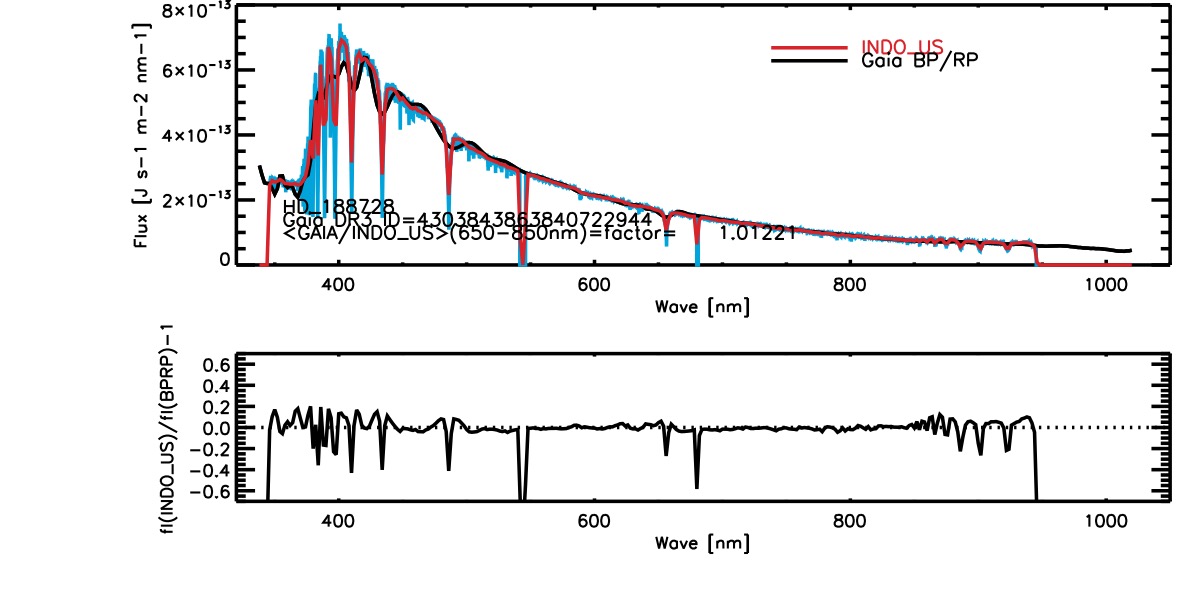 8×10−13
6×10−13
4×10−13
2×10−13
0
Flux [J s−1 m−2 nm−1]
INDO_US
Gaia BP/RP
HD_188728
Gaia DR3 ID=4303843863840722944
<GAIA/INDO_US>(650−850nm)=factor= 1.01221
400 600 800 1000
Wave [nm]
fl(INDO_US)/fl(BPRP)−1
0.6
0.4
0.2
0.0
−0.2
−0.4
−0.6
400 600 800 1000
Wave [nm]